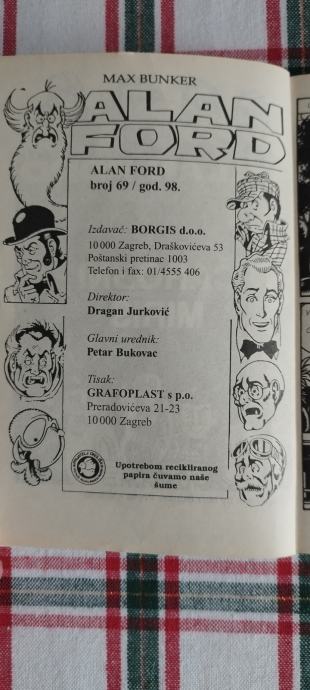 MAX BUNKER
ALAN
FORD
ALAN FORD
broj 69 / god. 98.
Izdavač: BORGIS d.o.o.
10 000 Zagreb, Draškovićeva 53
Poštanski pretinac 1003
Telefon i fax: 01/4555 406
Direktor:
Dragan Jurković
Glavni urednik:
Petar Bukovac
Tisak:
GRAFOPLAST s p.o.
Preradovićeva 21-23
10 000 Zagreb
Upotrebom recikliranog
papira čuvamo naše
šume